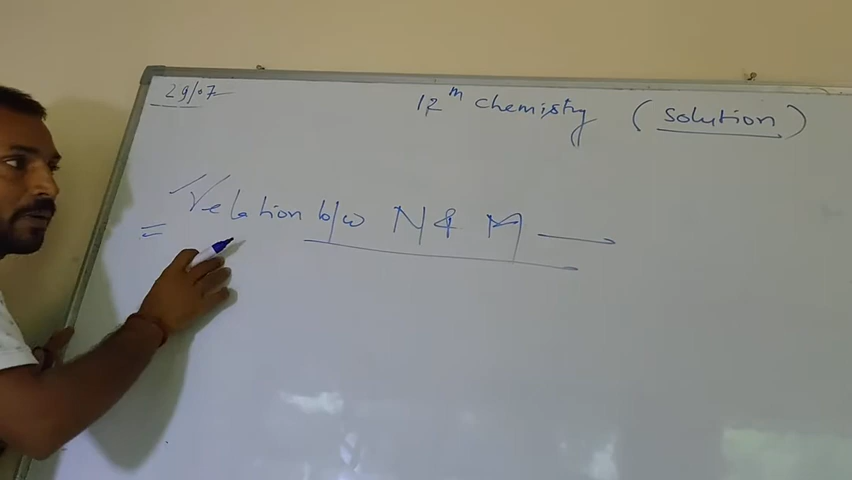 29/07
12th chemistry (solution)
= relation b/w N & M →